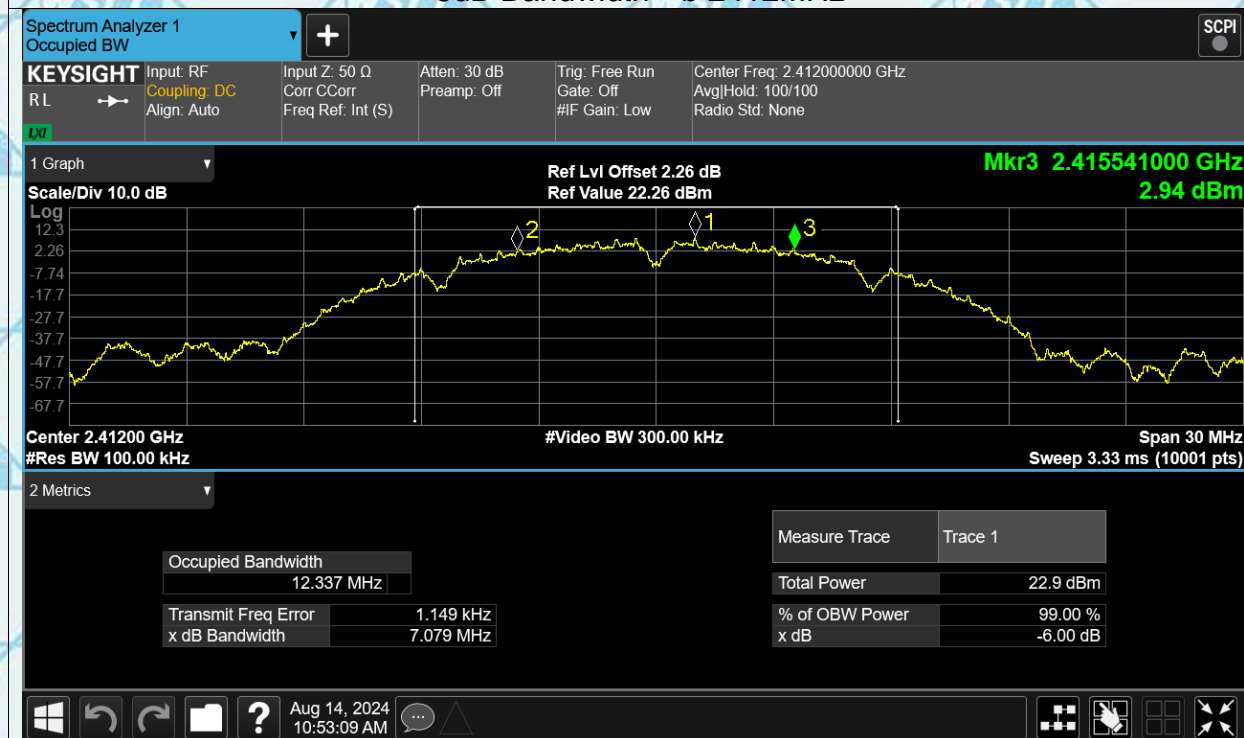 Spectrum Analyzer 1
Occupied BW
+
SCPI
KEYSIGHT
R L
LXI
Input: RF
Coupling: DC
Align: Auto
Input Z: 50 Ω
Corr CCorr
Freq Ref: Int (S)
Atten: 30 dB
Preamp: Off
Trig: Free Run
Gate: Off
#IF Gain: Low
Center Freq: 2.412000000 GHz
Avg|Hold: 100/100
Radio Std: None
1 Graph
Scale/Div 10.0 dB
Ref Lvl Offset 2.26 dB
Ref Value 22.26 dBm
Mkr3 2.415541000 GHz
2.94 dBm
Log
12.3
2.26
-7.74
-17.7
-27.7
-37.7
-47.7
-57.7
-67.7
2
1
3
Center 2.41200 GHz
#Video BW 300.00 kHz
Span 30 MHz
#Res BW 100.00 kHz
Sweep 3.33 ms (10001 pts)
2 Metrics
Occupied Bandwidth
12.337 MHz
Transmit Freq Error 1.149 kHz
x dB Bandwidth 7.079 MHz
Measure Trace Trace 1
Total Power 22.9 dBm
% of OBW Power 99.00 %
x dB -6.00 dB
?
Aug 14, 2024
10:53:09 AM